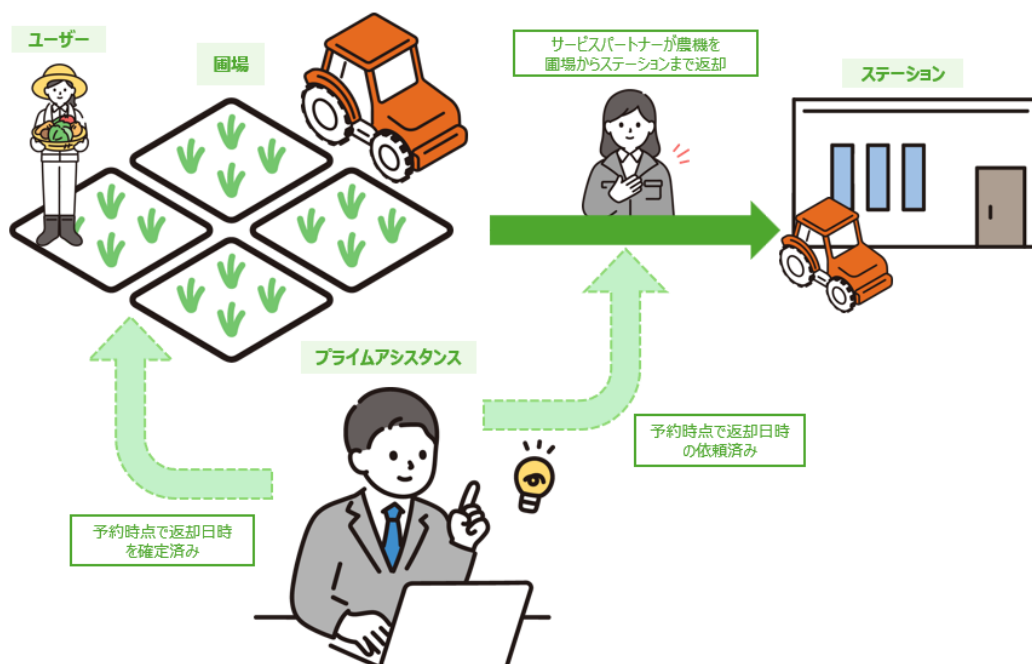 ユーザー
圃場
サービスパートナーが農機を
圃場からステーションまで返却
ステーション
プライムアシスタンス
予約時点で返却日時
の依頼済み
予約時点で返却日時
を確定済み